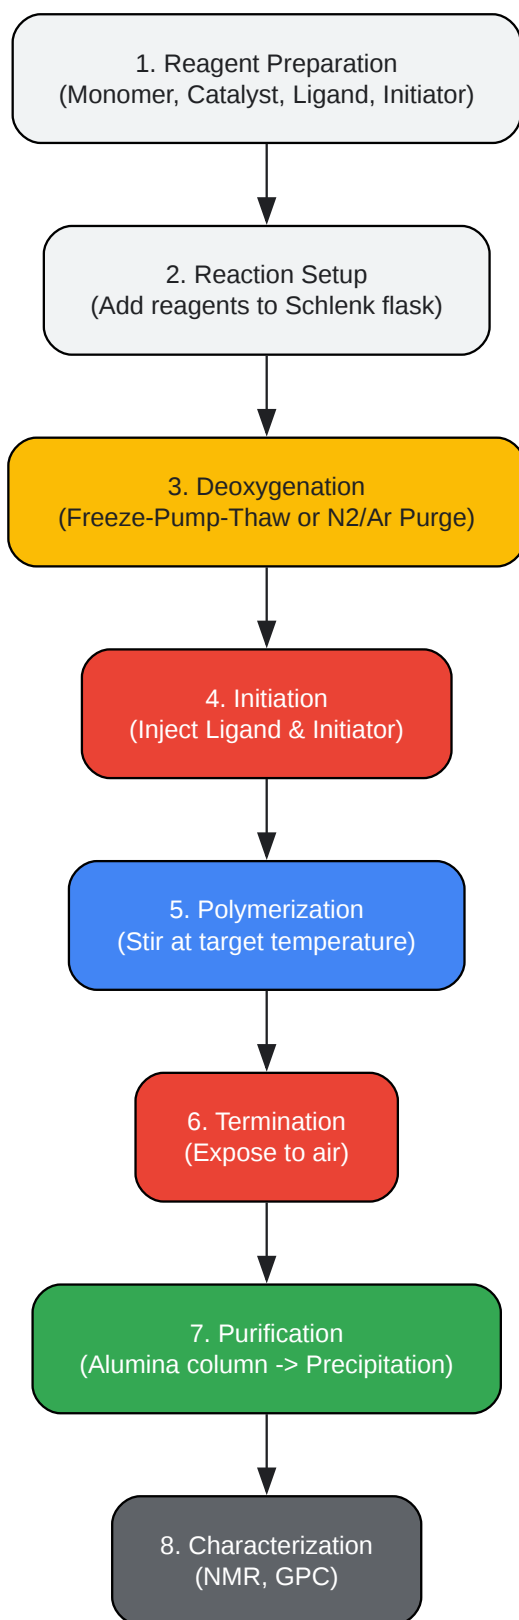 1. Reagent Preparation
(Monomer, Catalyst, Ligand, Initiator)
2. Reaction Setup
(Add reagents to Schlenk flask)
3. Deoxygenation
(Freeze-Pump-Thaw or N2/Ar Purge)
4. Initiation
(Inject Ligand & Initiator)
5. Polymerization
(Stir at target temperature)
6. Termination
(Expose to air)
7. Purification
(Alumina column -> Precipitation)
8. Characterization
(NMR, GPC)